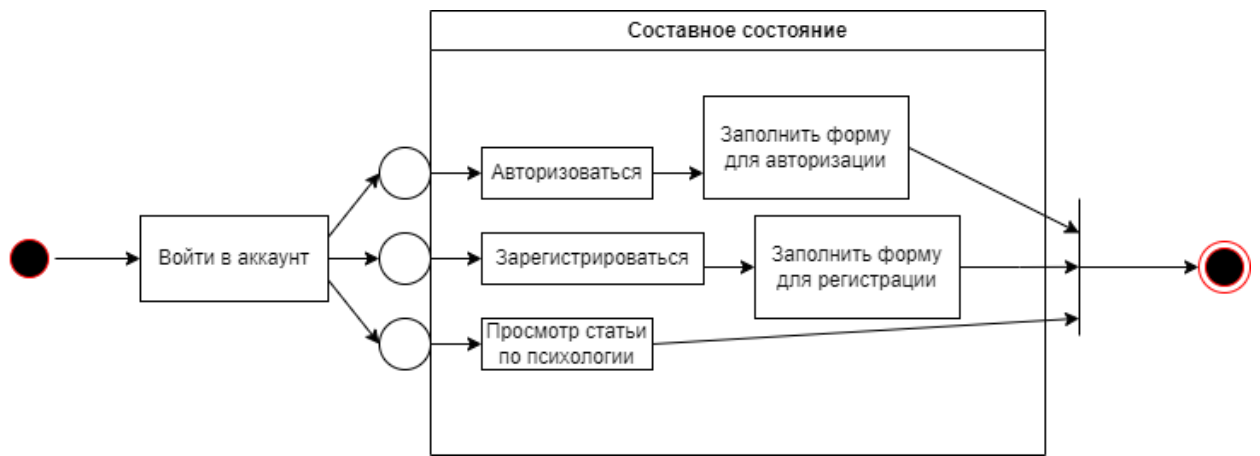 Составное состояние
Заполнить форму
для авторизации
Авторизоваться
Войти в аккаунт
Зарегистрироваться
Заполнить форму
для регистрации
Просмотр статьи
по психологии